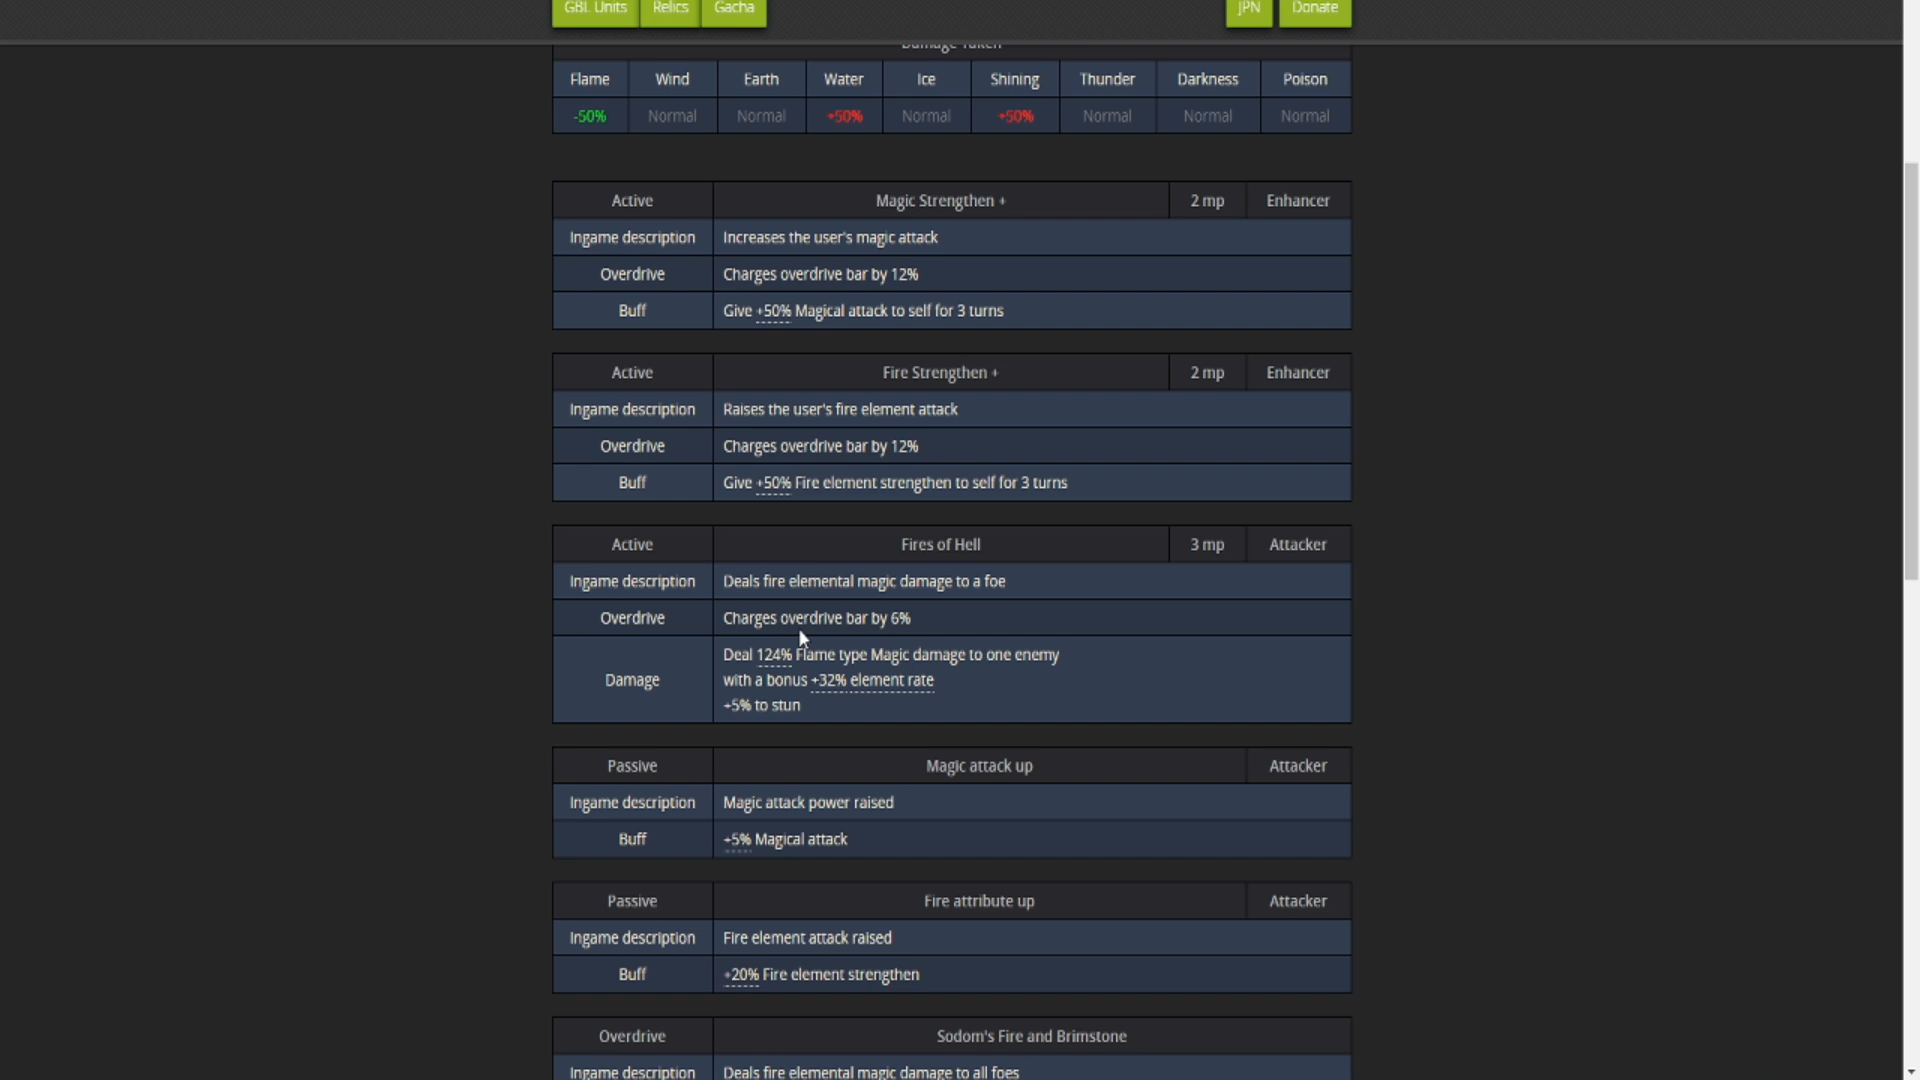 GBL Units Relics Gacha JPN Donate
Damage Taken
Flame Wind Earth Water Ice Shining Thunder Darkness Poison
-50% Normal Normal +50% Normal +50% Normal Normal Normal
Active Magic Strengthen + 2 mp Enhancer
Ingame description Increases the user's magic attack
Overdrive Charges overdrive bar by 12%
Buff Give +50% Magical attack to self for 3 turns
Active Fire Strengthen + 2 mp Enhancer
Ingame description Raises the user's fire element attack
Overdrive Charges overdrive bar by 12%
Buff Give +50% Fire element strengthen to self for 3 turns
Active Fires of Hell 3 mp Attacker
Ingame description Deals fire elemental magic damage to a foe
Overdrive Charges overdrive bar by 6%
Damage Deal 124% Flame type Magic damage to one enemy
with a bonus +32% element rate
+5% to stun
Passive Magic attack up Attacker
Ingame description Magic attack power raised
Buff +5% Magical attack
Passive Fire attribute up Attacker
Ingame description Fire element attack raised
Buff +20% Fire element strengthen
Overdrive Sodom's Fire and Brimstone
Ingame description Deals fire elemental magic damage to all foes